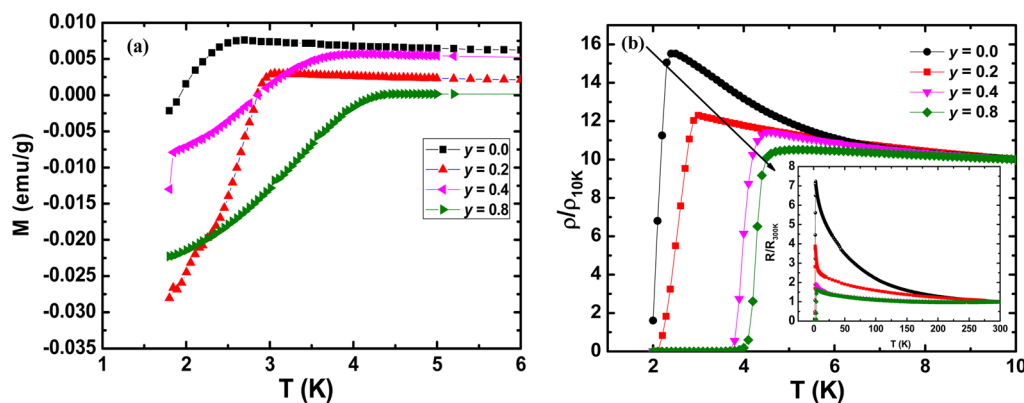 (a)
M (emu/g)
0.010
0.005
0.000
-0.005
-0.010
-0.015
-0.020
-0.025
-0.030
-0.035
y = 0.0
y = 0.2
y = 0.4
y = 0.8
1 2 3 4 5 6
T (K)
(b)
ρ/ρ10K
16
14
12
10
8
6
4
2
0
y = 0.0
y = 0.2
y = 0.4
y = 0.8
R/R300K
8
7
6
5
4
3
2
1
0
0 50 100 150 200 250 300
T (K)
2 4 6 8 10
T (K)